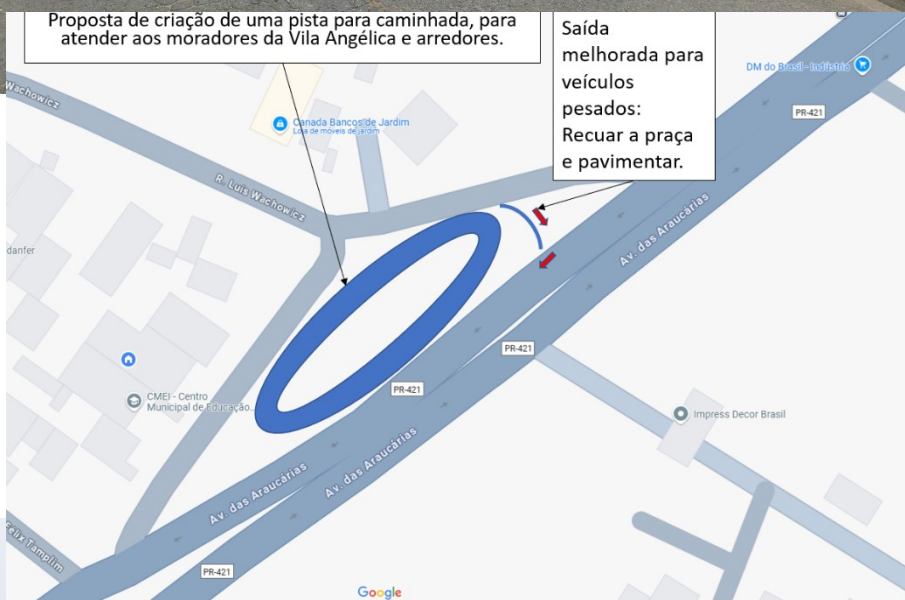 Proposta de criação de uma pista para caminhada, para
atender aos moradores da Vila Angélica e arredores.
Saída
melhorada para
veículos
pesados:
Recuar a praça
e pavimentar.
DM do Brasil - Indústria
PR-421
Wachowicz
Canada Bancos de Jardim
Loja de móveis de jardim
R. Luis Wachowicz
Av. das Araucárias
danfer
PR-421
PR-421
CMEI - Centro
Municipal de Educação...
Impress Decor Brasil
Av. das Araucárias
Av. das Araucárias
Felix Tamplim
PR-421
Google